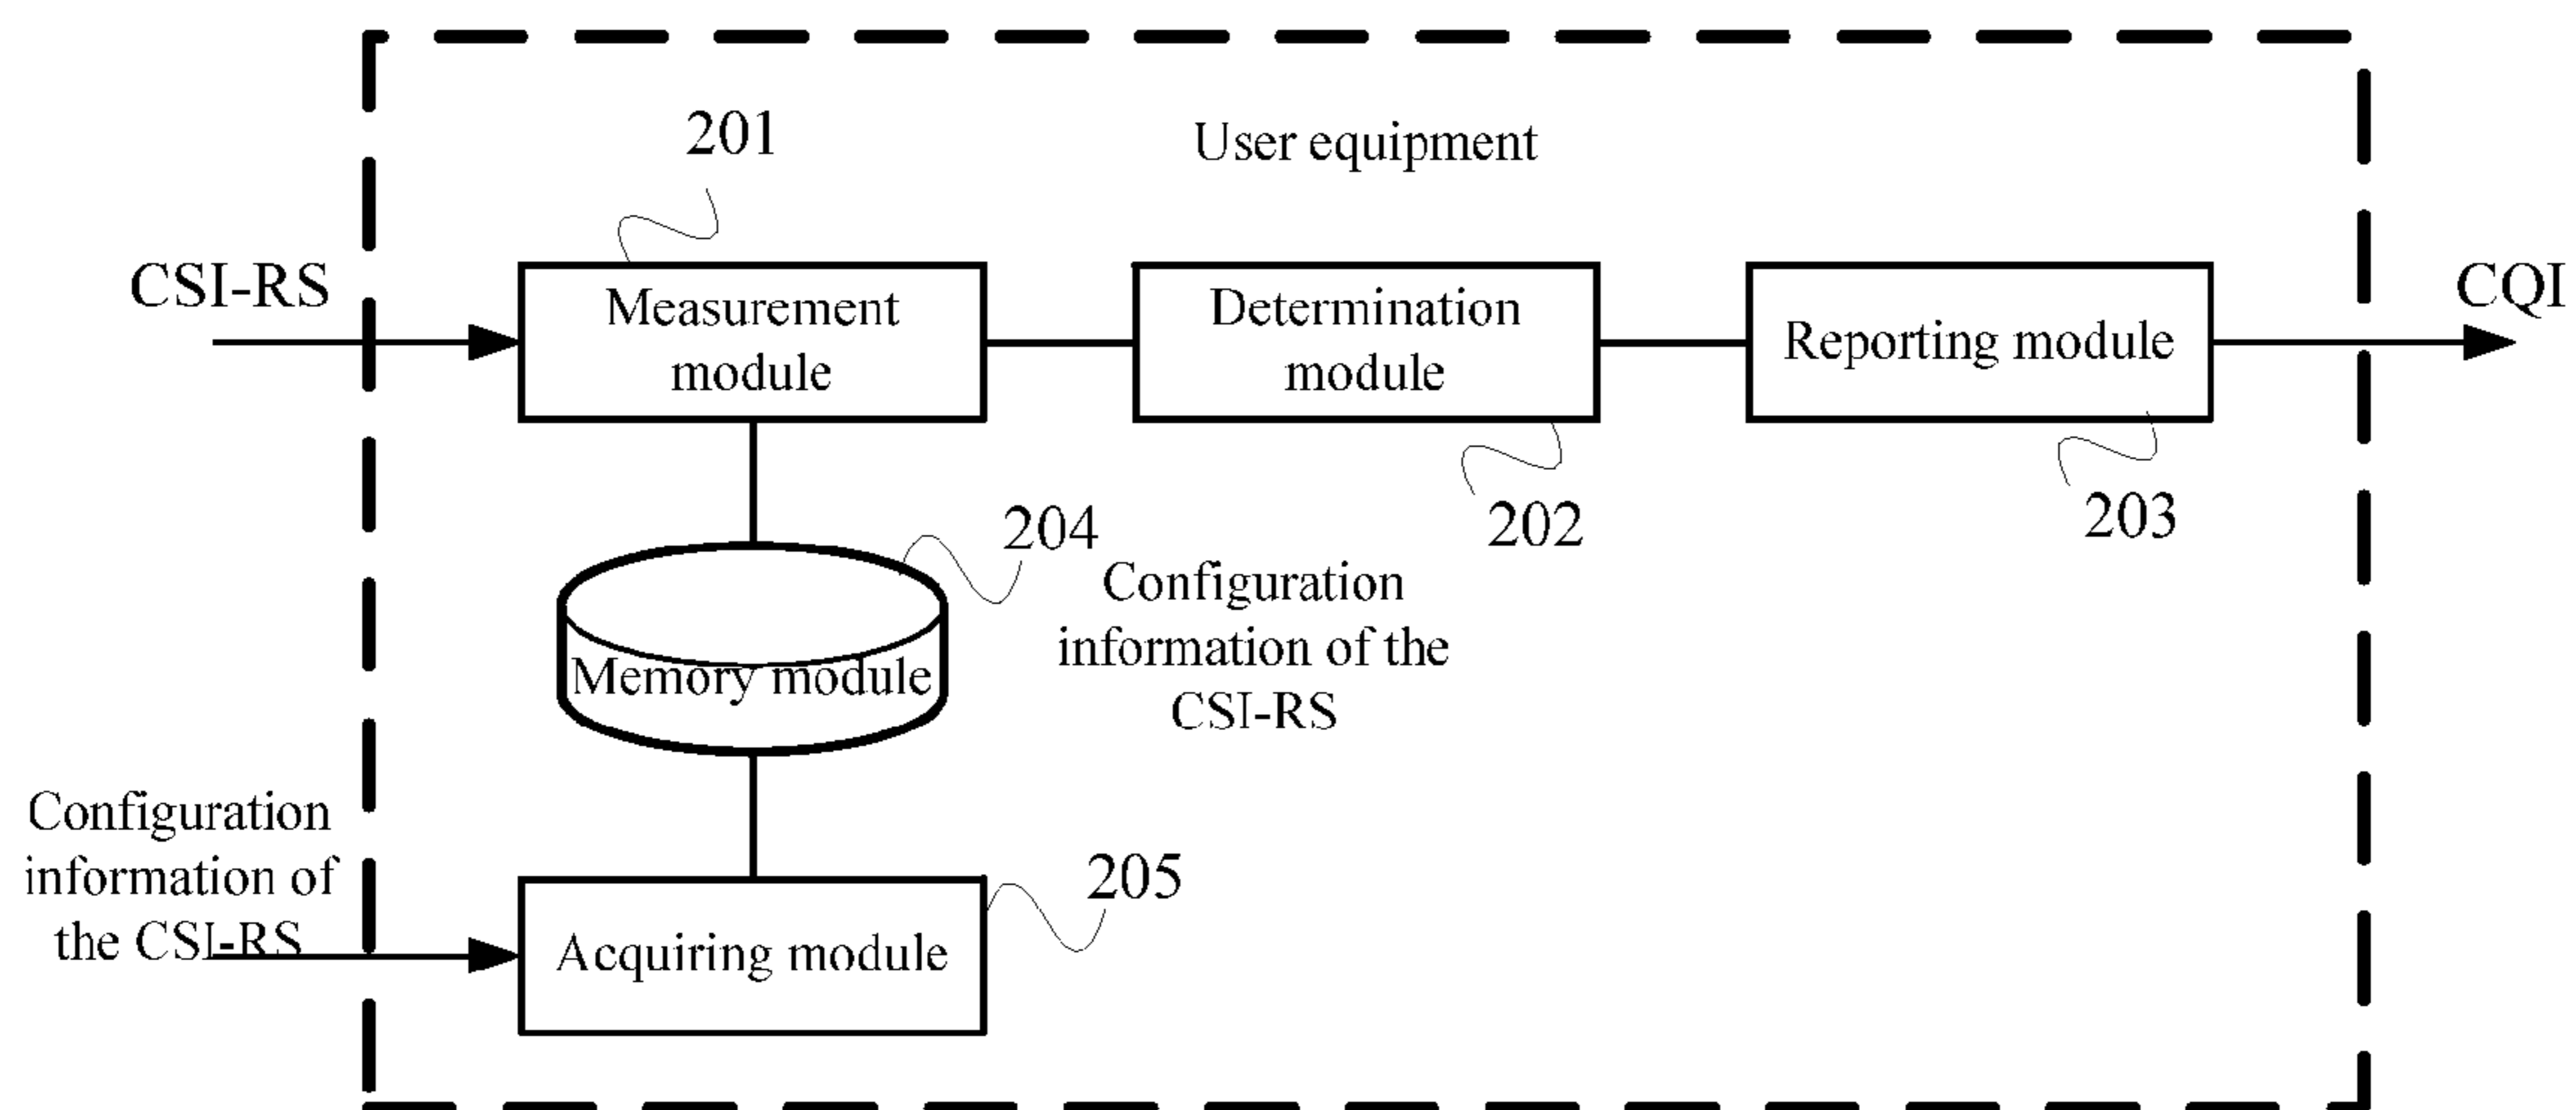 201
User equipment
CSI-RS
Measurement
module
Determination
module
Reporting module
CQI
204
202
203
Configuration
information of the
CSI-RS
Memory module
Configuration
information of
the CSI-RS
205
Acquiring module